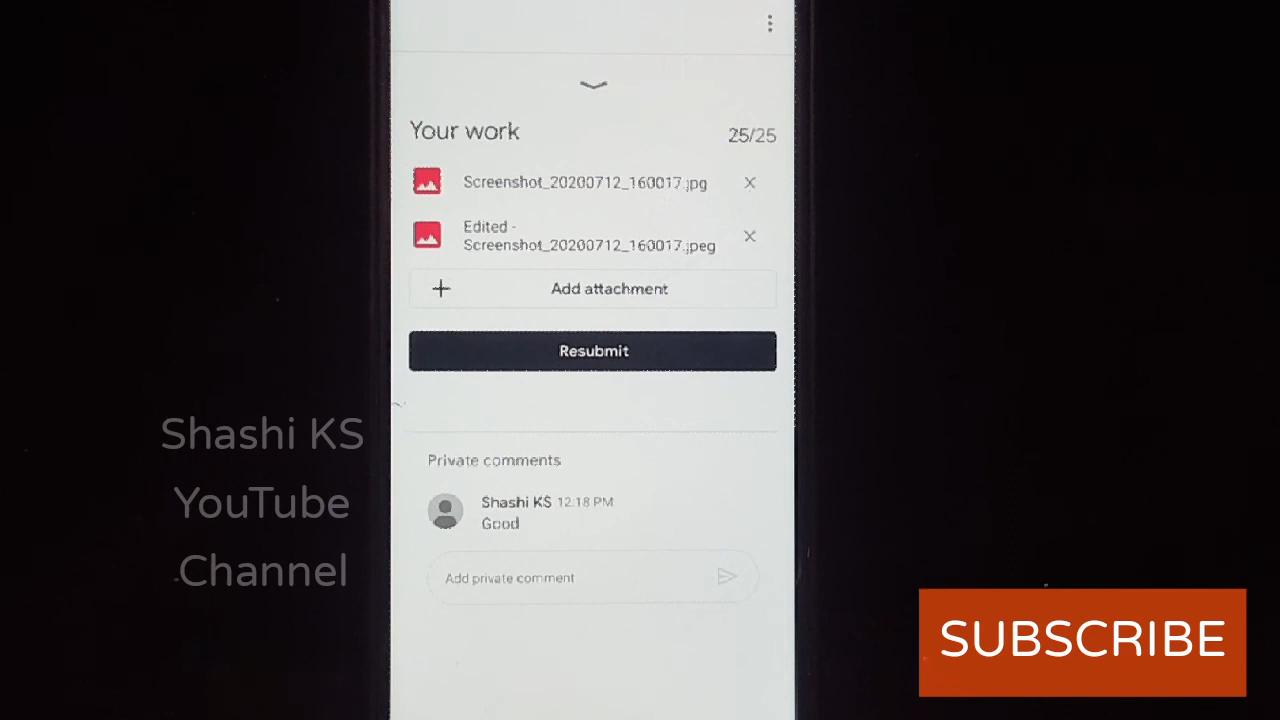 Your work
25/25
Screenshot_20200712_160017.jpg
Edited -
Screenshot_20200712_160017.jpeg
Add attachment
Resubmit
Private comments
Shashi KS 12:18 PM
Good
Add private comment
Shashi KS
YouTube
Channel
SUBSCRIBE